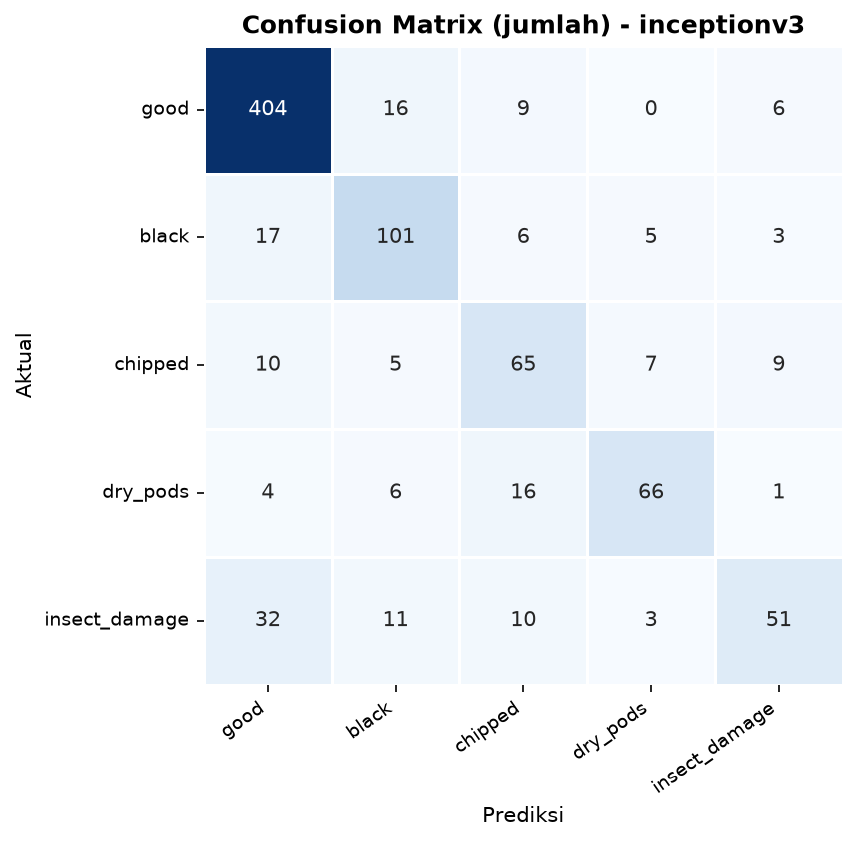 Confusion Matrix (jumlah) - inceptionv3
Aktual
good 404 16 9 0 6
black 17 101 6 5 3
chipped 10 5 65 7 9
dry_pods 4 6 16 66 1
insect_damage 32 11 10 3 51
good black chipped dry_pods insect_damage
Prediksi